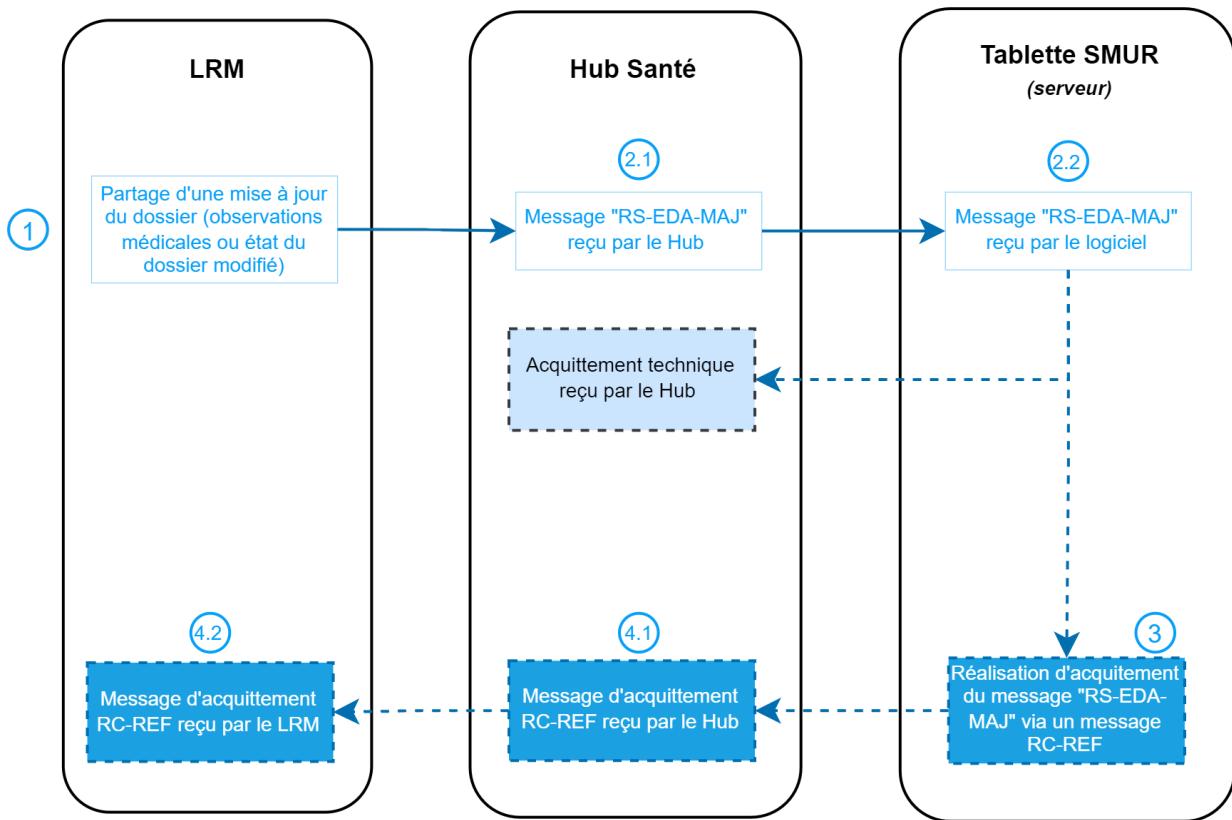 LRM
Hub Santé
Tablette SMUR
(serveur)
2.1
2.2
1
Partage d'une mise à jour
du dossier (observations
médicales ou état du
dossier modifié)
Message "RS-EDA-MAJ"
reçu par le Hub
Message "RS-EDA-MAJ"
reçu par le logiciel
Acquittement technique
reçu par le Hub
4.2
4.1
3
Message d'acquittement
RC-REF reçu par le LRM
Message d'acquittement
RC-REF reçu par le Hub
Réalisation d'acquitement
du message "RS-EDA-
MAJ" via un message
RC-REF